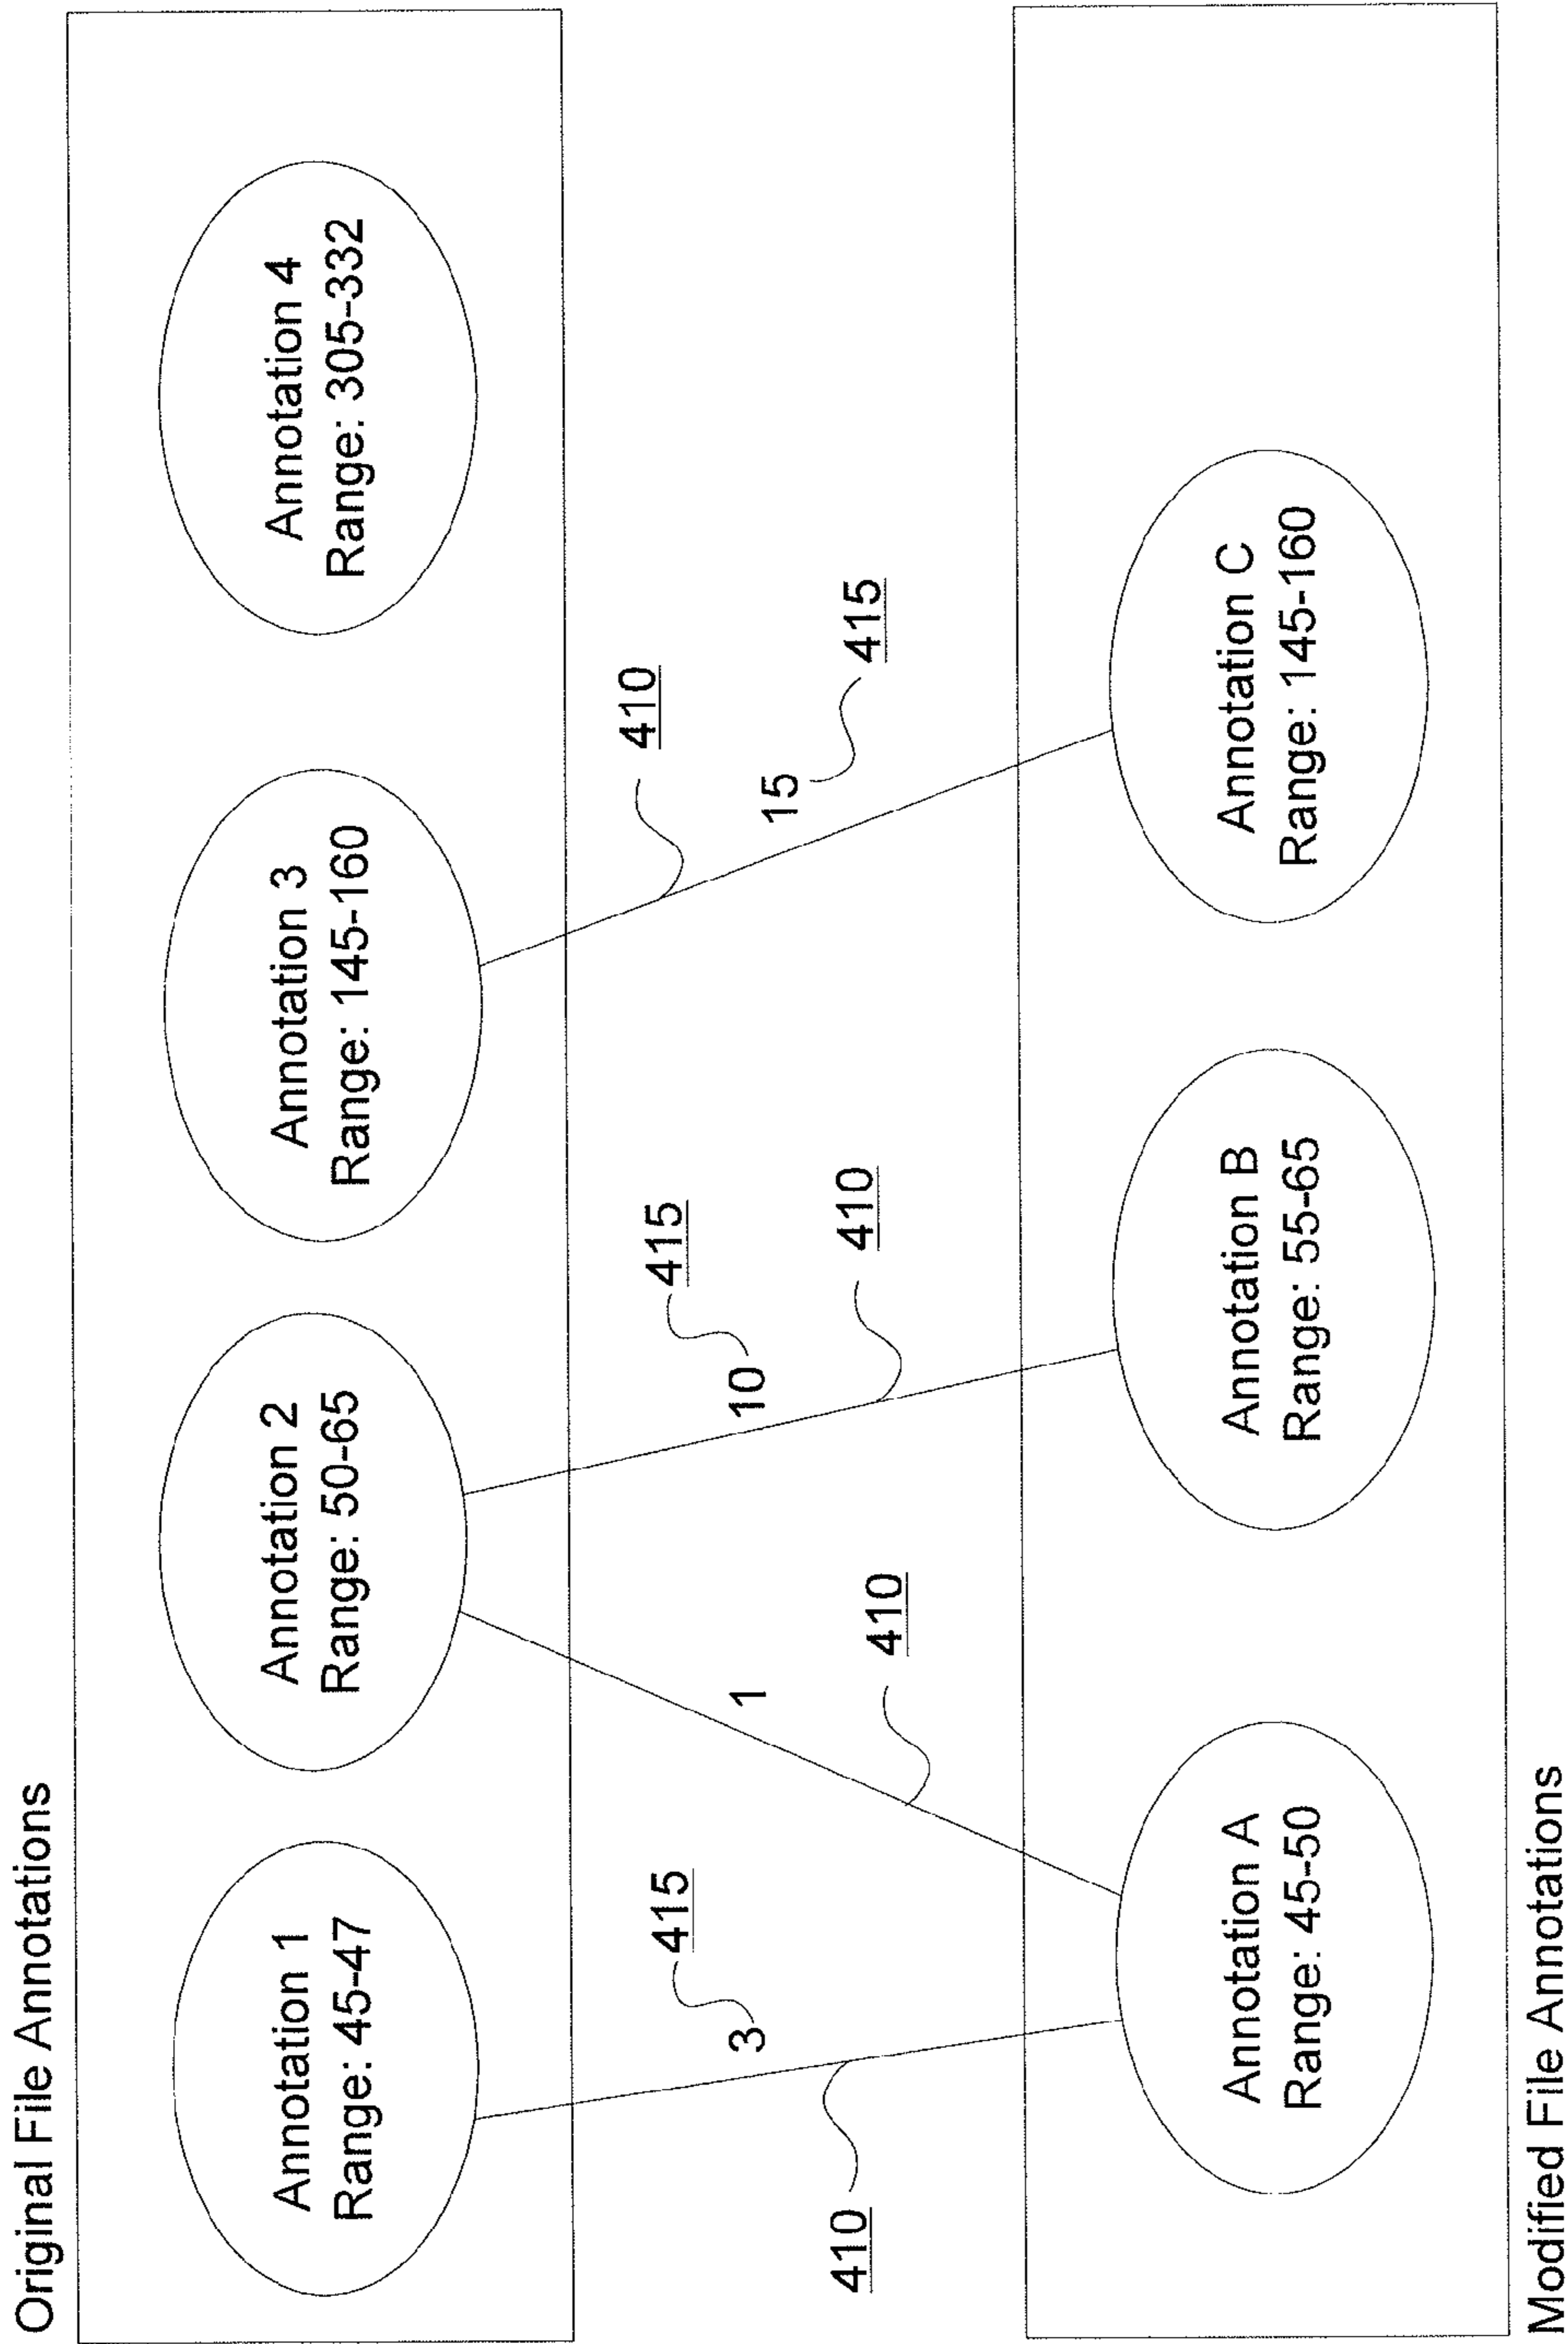 Original File Annotations
Annotation 1
Range: 45-47
Annotation 2
Range: 50-65
Annotation 3
Range: 145-160
Annotation 4
Range: 305-332
415
415
410
3
1
10
15
410
410
410
415
Annotation A
Range: 45-50
Annotation B
Range: 55-65
Annotation C
Range: 145-160
Modified File Annotations